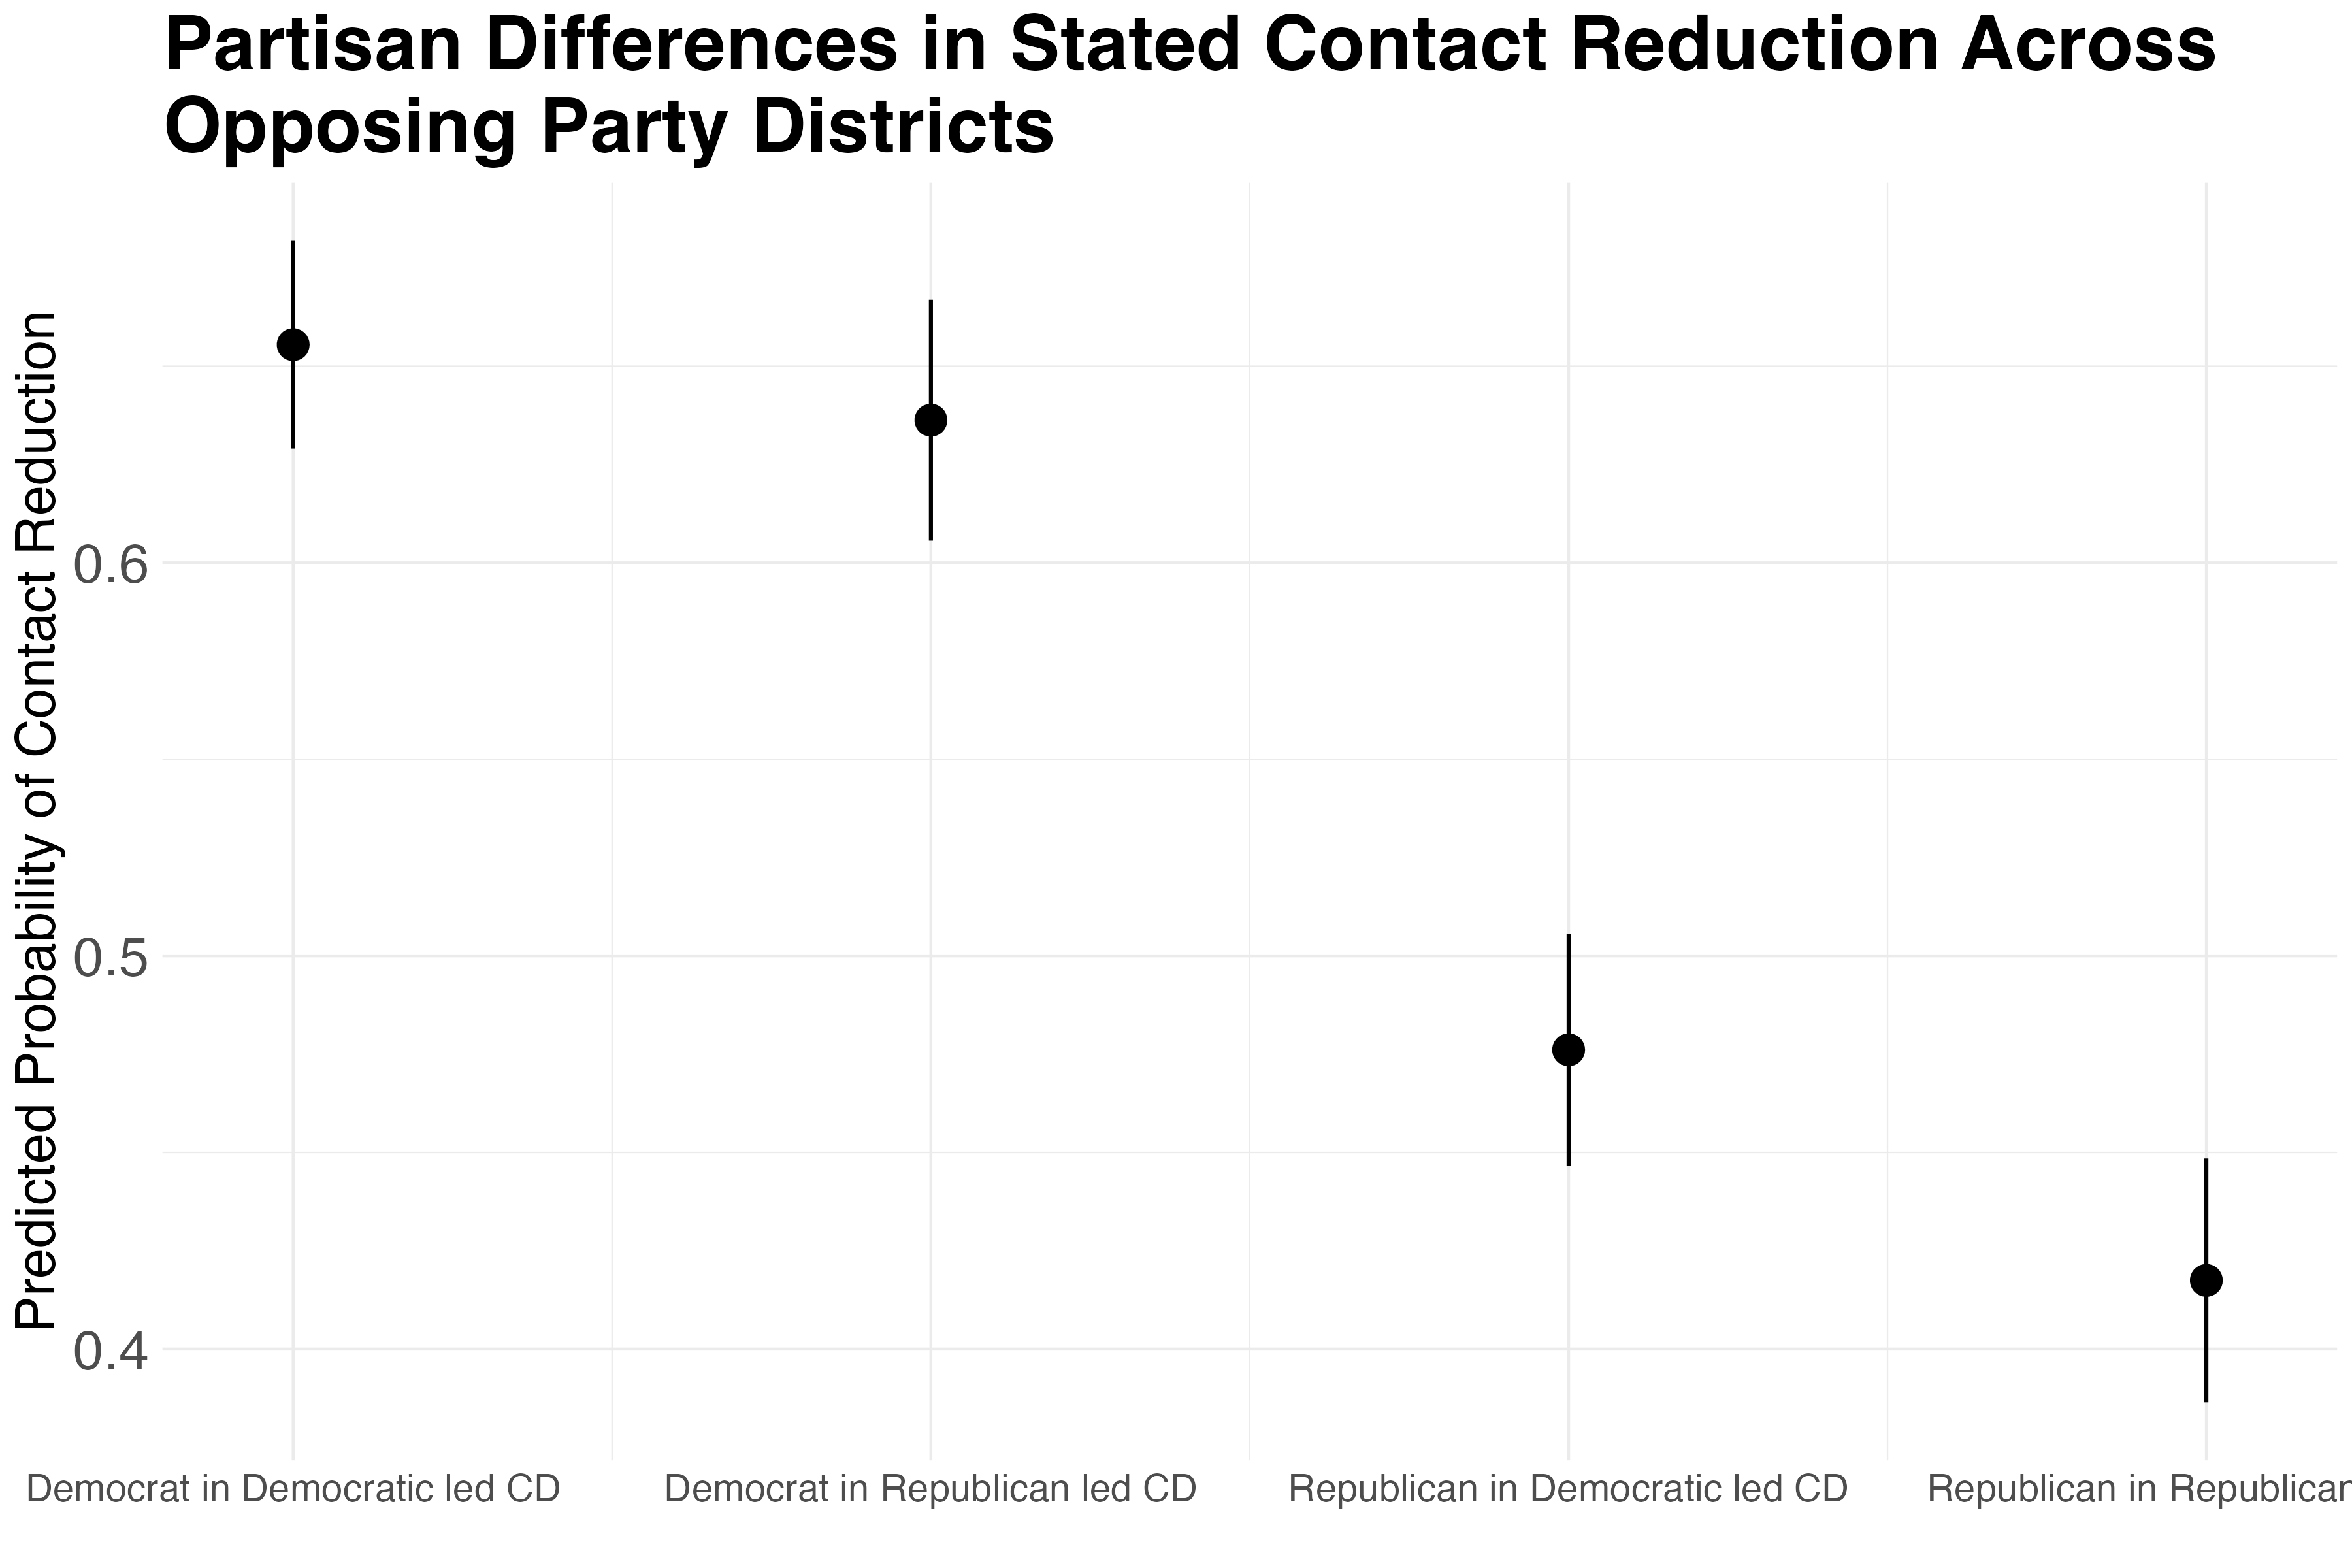 Partisan Differences in Stated Contact Reduction Across
Opposing Party Districts
Predicted Probability of Contact Reduction
0.6
0.5
0.4
Democrat in Democratic led CD
Democrat in Republican led CD
Republican in Democratic led CD
Republican in Republican